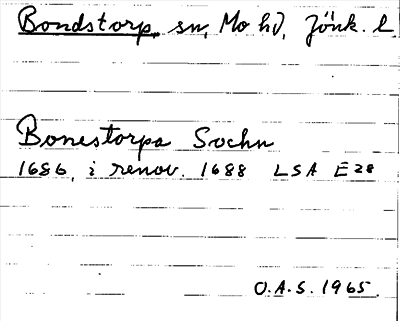 Bondstorp, sn, Mo hd, Jönk. l.
Bonestorpa Sochn
1686, i renov. 1688 LSA E28
O.A.S. 1965.